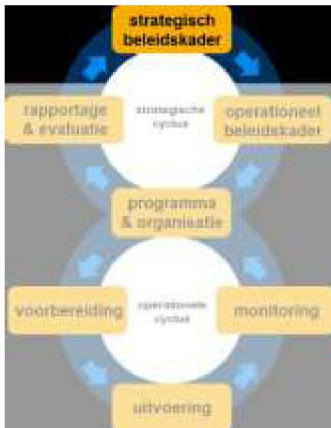 strategisch
beleidskader
rapportage
& evaluatie
strategische
cyclus
operationeel
beleidskader
programma
& organisatie
voorbereiding
operationele
cyclus
monitoring
uitvoering